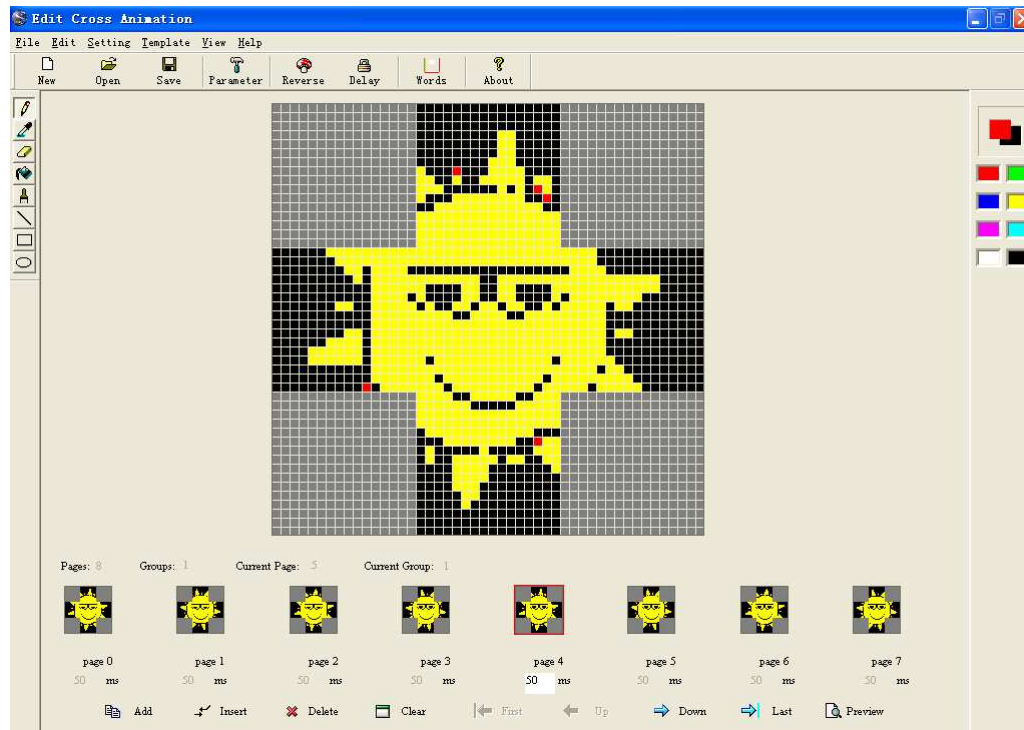 Edit Cross Animation
File Edit Setting Template View Help
New Open Save Parameter Reverse Delay Words About
Pages: 8 Groups: 1 Current Page: 5 Current Group: 1
page 0 page 1 page 2 page 3 page 4 page 5 page 6 page 7
50 ms 50 ms 50 ms 50 ms 50 ms 50 ms 50 ms 50 ms
Add Insert Delete Clear First Up Down Last Preview